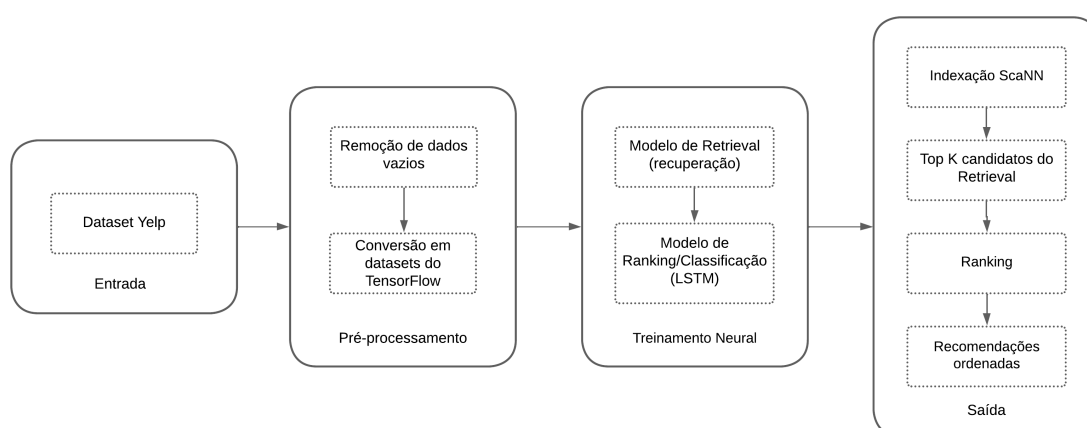 Dataset Yelp
Entrada
Remoção de dados
vazios
Conversão em
datasets do
TensorFlow
Pré-processamento
Modelo de Retrieval
(recuperação)
Modelo de
Ranking/Classificação
(LSTM)
Treinamento Neural
Indexação ScaNN
Top K candidatos do
Retrieval
Ranking
Recomendações
ordenadas
Saída